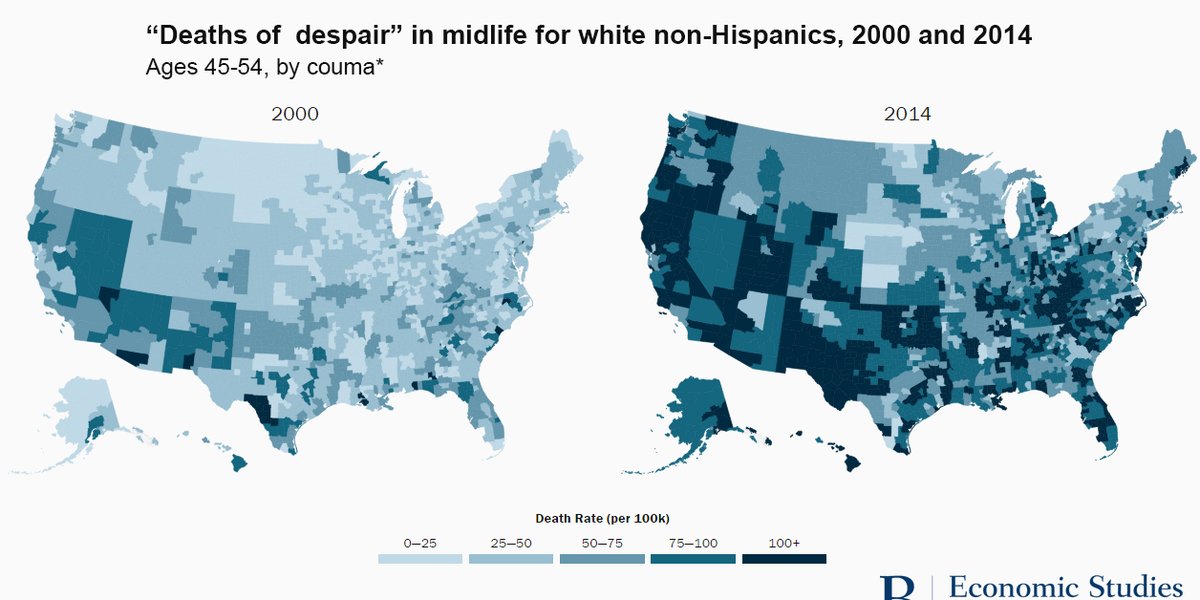 “Deaths of  despair” in midlife for white non-Hispanics, 2000 and 2014
Ages 45-54, by couma*
2000
2014
Death Rate (per 100k)
0—25
25—50
50—75
75—100
100+
B | Economic Studies